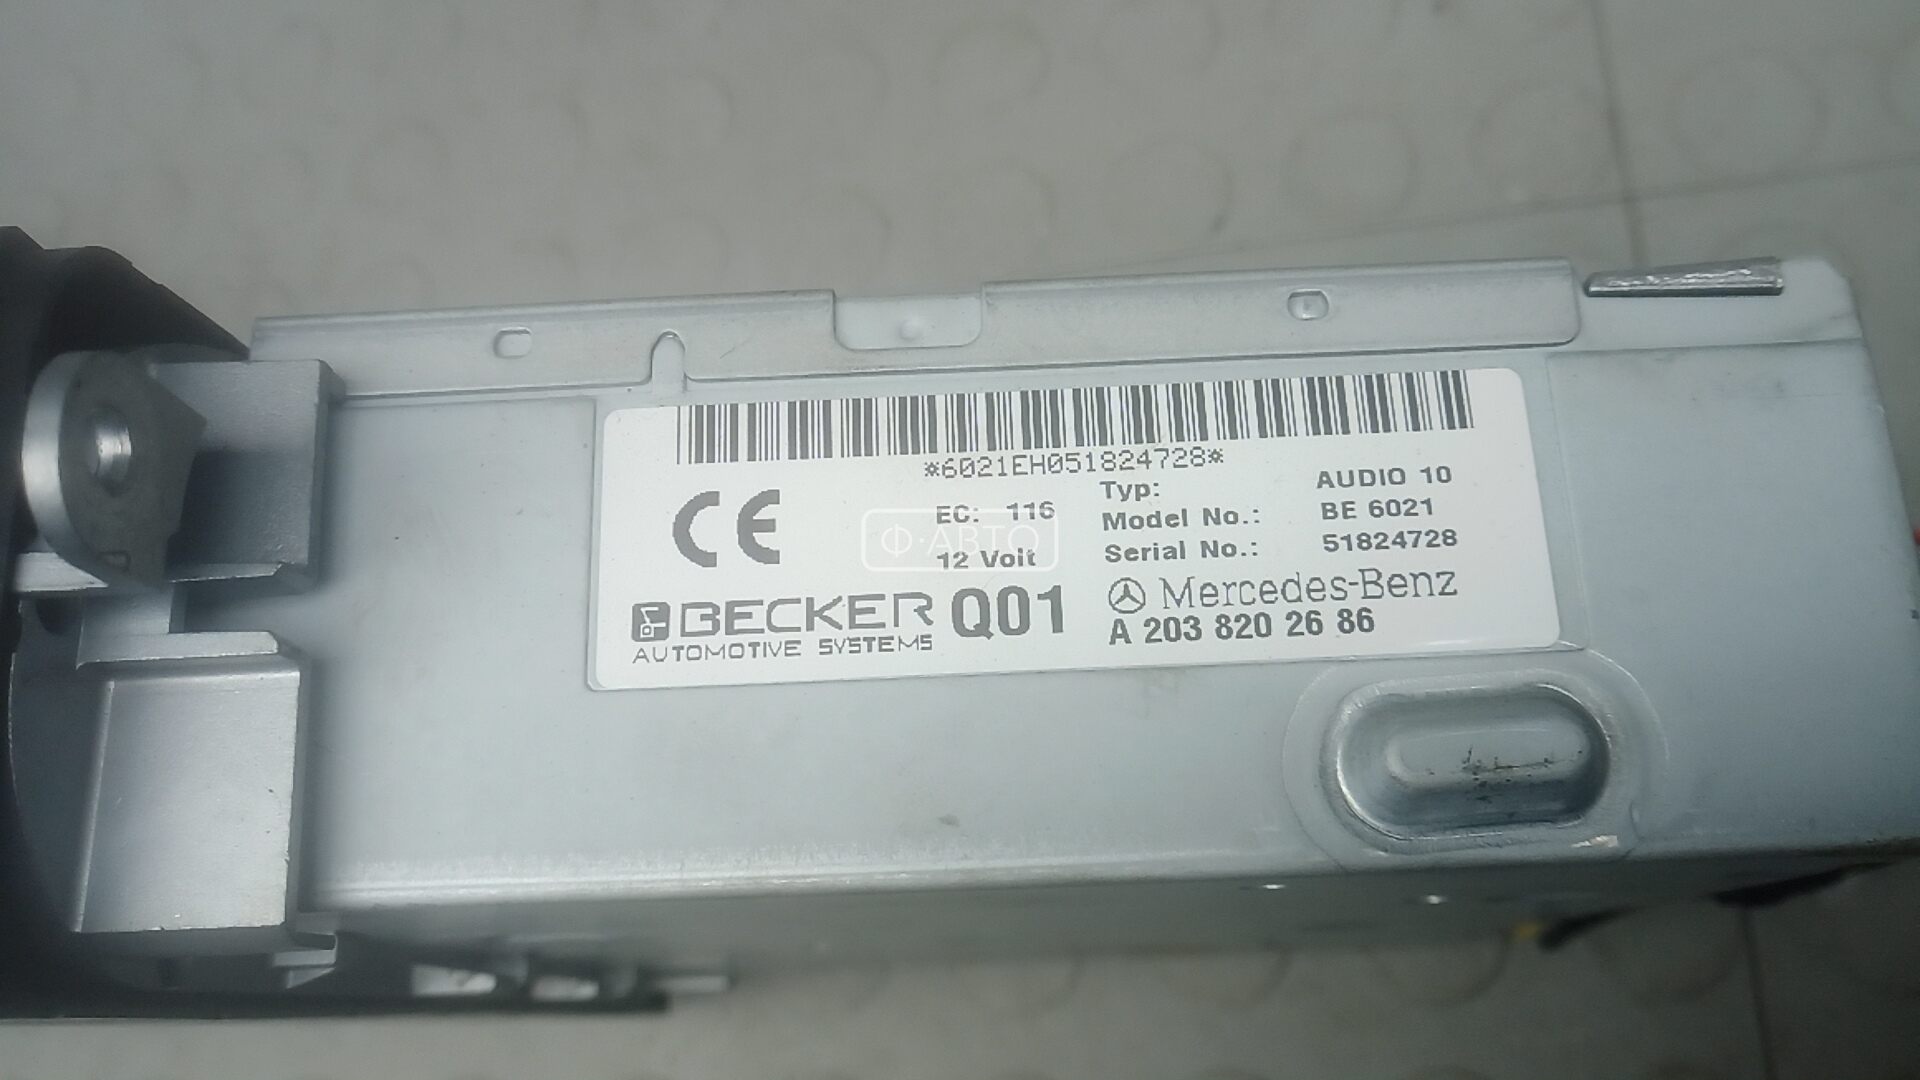 *6021EH051824728*
Typ: AUDIO 10
EC: 116 Model No.: BE 6021
12 Volt Serial No.: 51824728
BECKER Q01 Mercedes-Benz
AUTOMOTIVE SYSTEMS A 203 820 26 86
Ф·АВТО